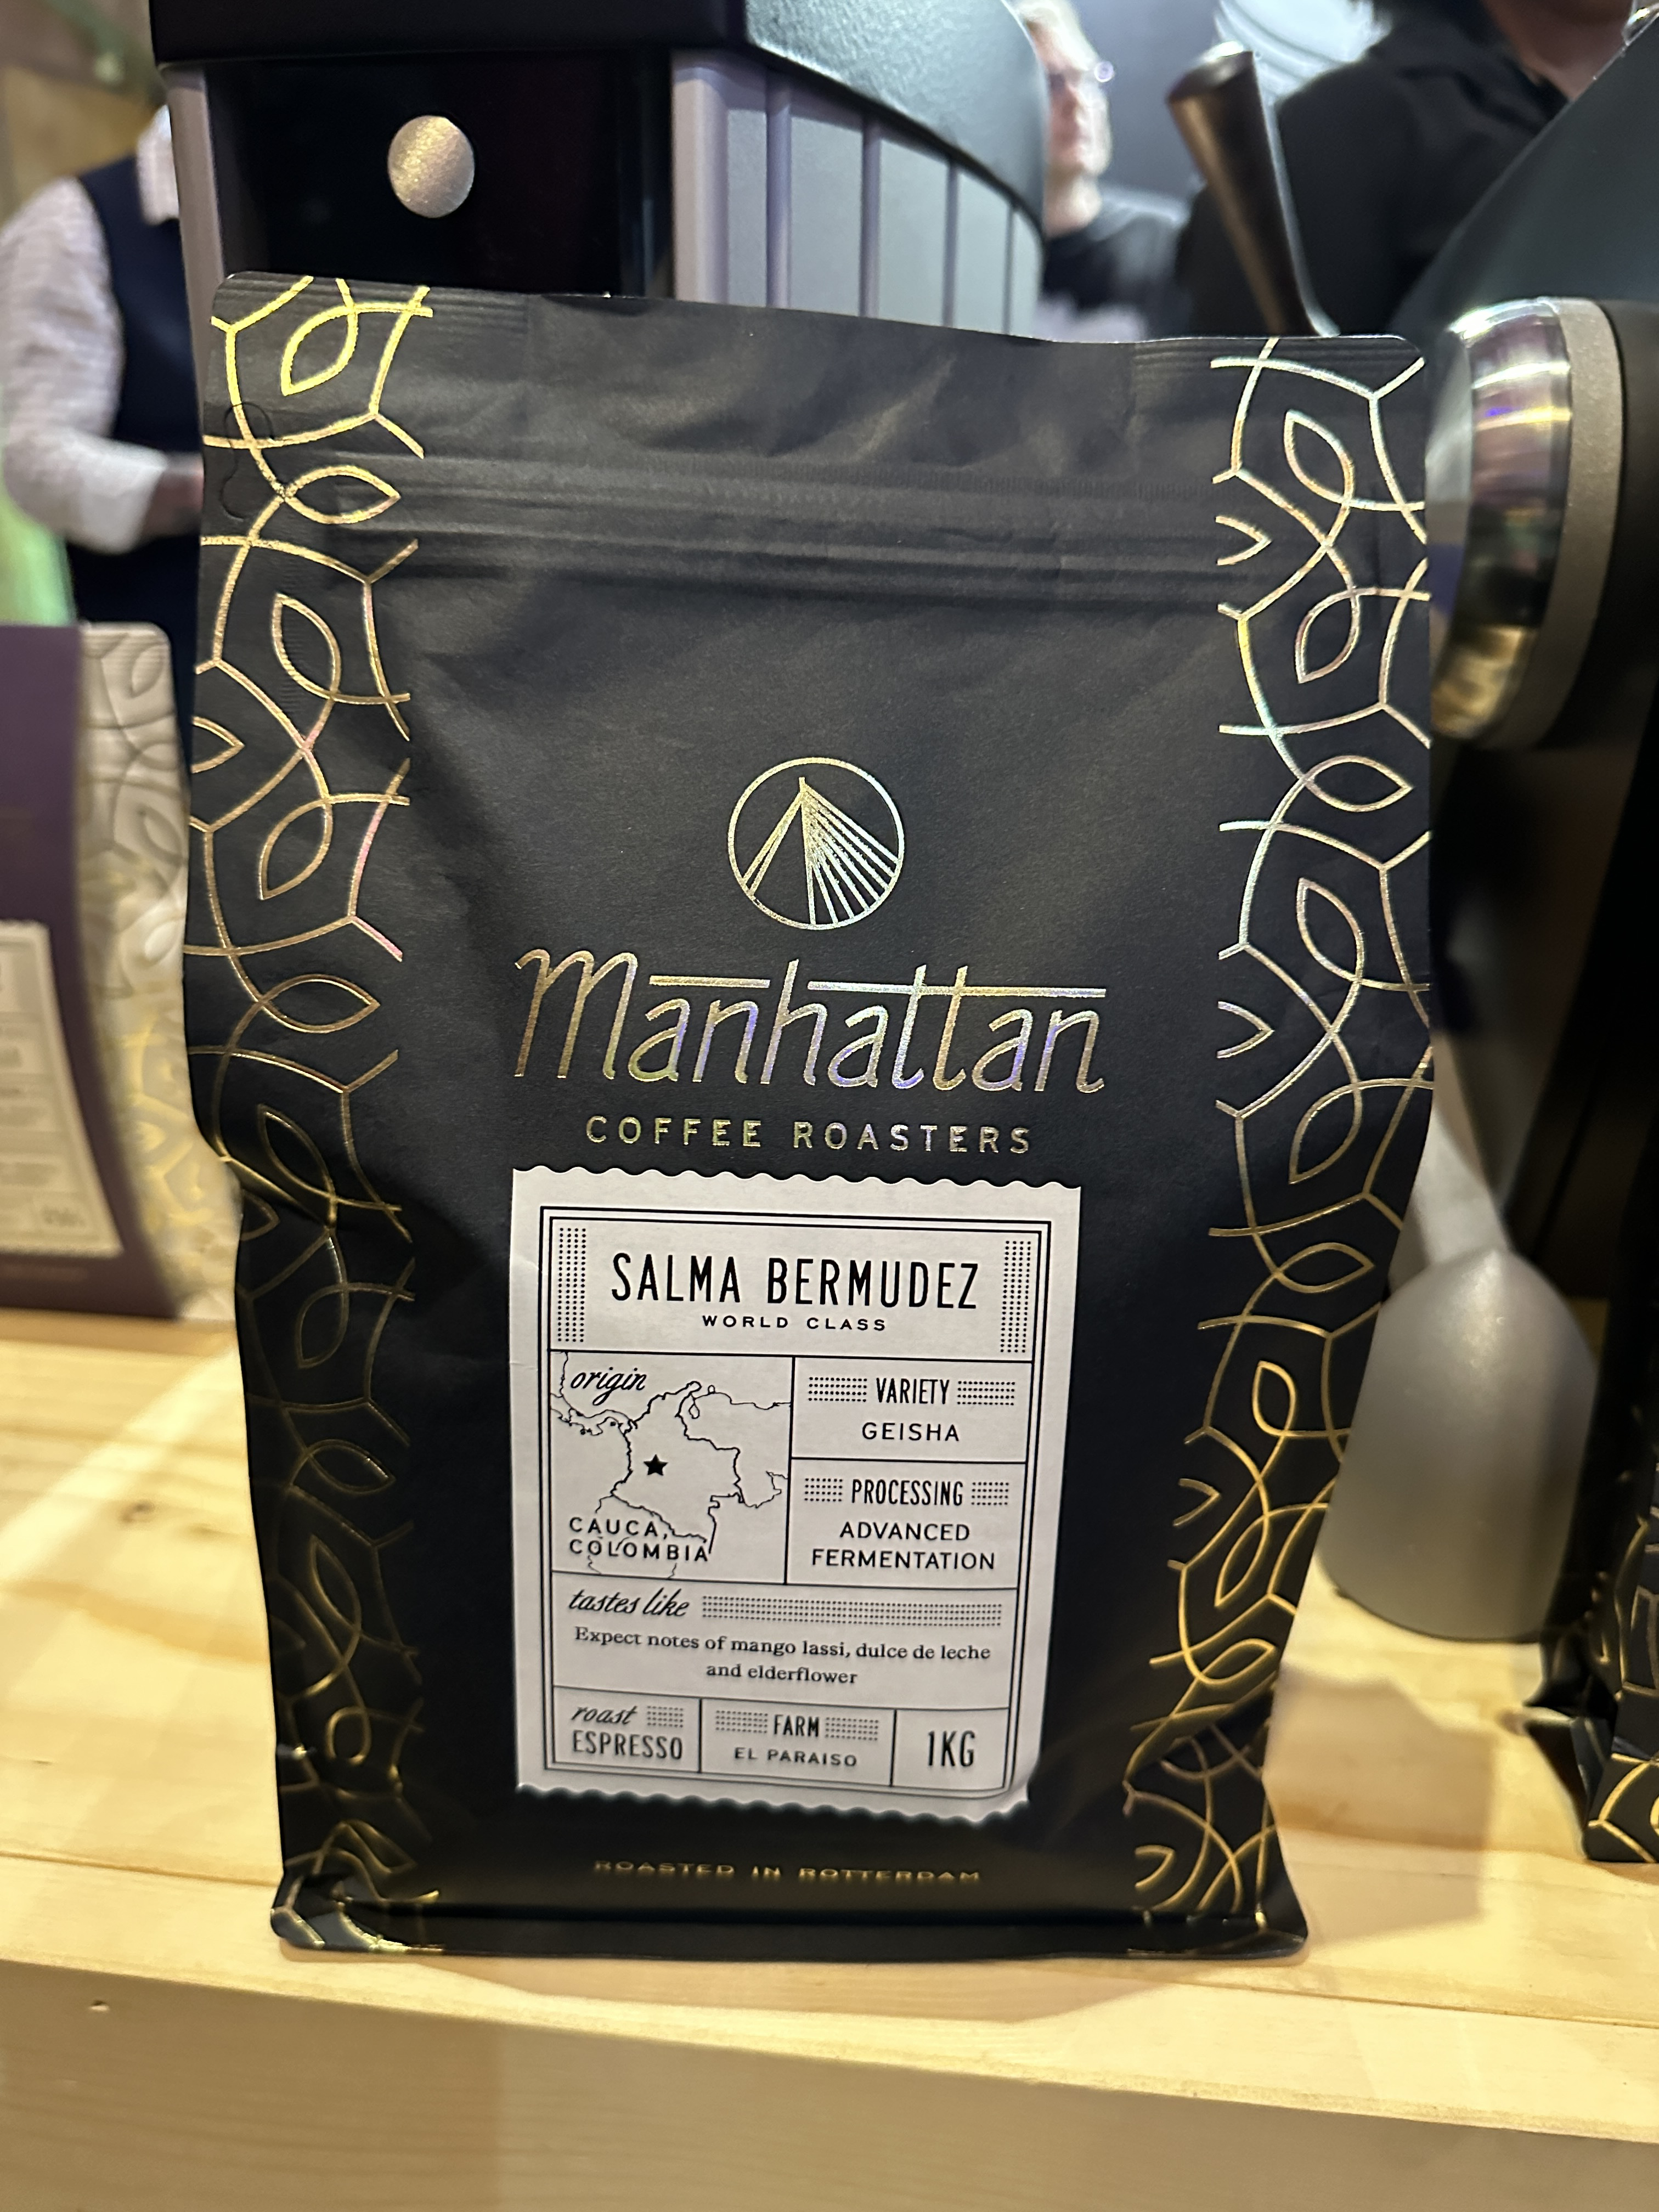 Manhattan
COFFEE ROASTERS
SALMA BERMUDEZ
WORLD CLASS
origin
CAUCA,
COLOMBIA
VARIETY
GEISHA
PROCESSING
ADVANCED
FERMENTATION
tastes like
Expect notes of mango lassi, dulce de leche
and elderflower
roast
ESPRESSO
FARM
EL PARAISO
1KG
ROASTED IN ROTTERDAM